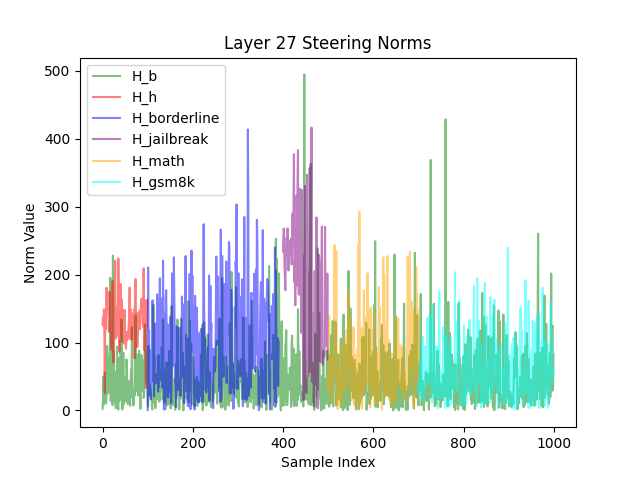 Layer 27 Steering Norms
500
400
300
200
100
0
Norm Value
H_b
H_h
H_borderline
H_jailbreak
H_math
H_gsm8k
0 200 400 600 800 1000
Sample Index